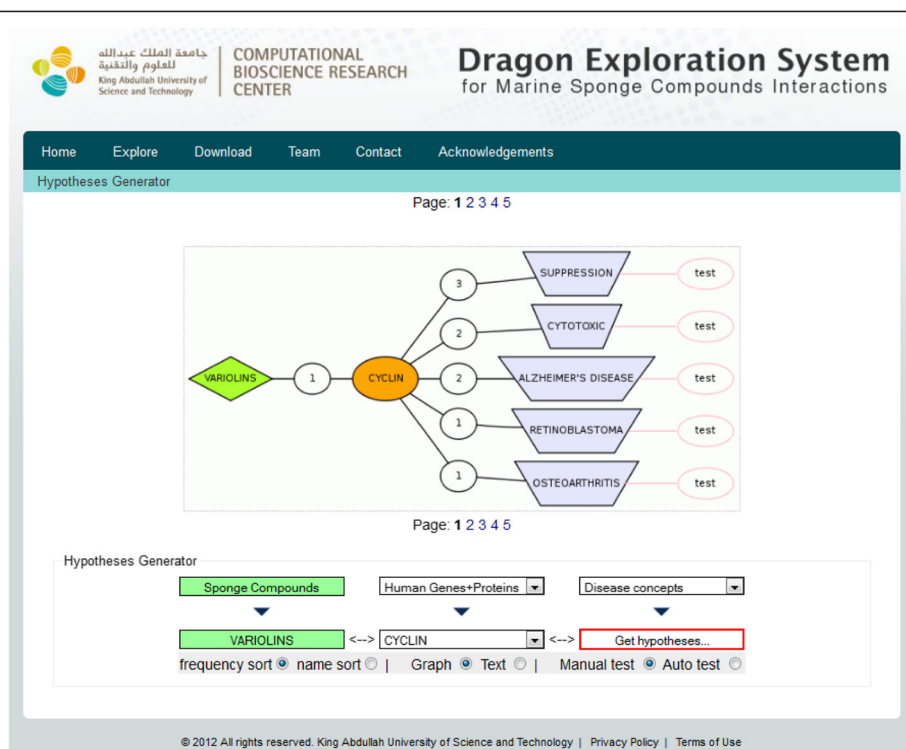 جامعة الملك عبدالله
للعلوم والتقنية
King Abdullah University of
Science and Technology
COMPUTATIONAL
BIOSCIENCE RESEARCH
CENTER
Dragon Exploration System
for Marine Sponge Compounds Interactions
Home Explore Download Team Contact Acknowledgements
Hypotheses Generator
Page: 1 2 3 4 5
3 SUPPRESSION test
2 CYTOTOXIC test
VARIOLINS 1 CYCLIN 2 ALZHEIMER'S DISEASE test
1 RETINOBLASTOMA test
1 OSTEOARTHRITIS test
Page: 1 2 3 4 5
Hypotheses Generator
Sponge Compounds Human Genes+Proteins Disease concepts
VARIOLINS <--> CYCLIN <--> Get hypotheses...
frequency sort name sort | Graph Text | Manual test Auto test
© 2012 All rights reserved. King Abdullah University of Science and Technology | Privacy Policy | Terms of Use